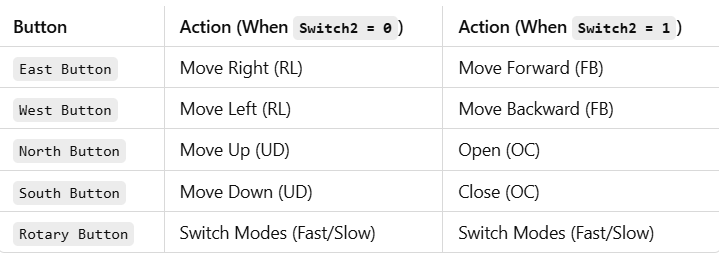 Button Action (When Switch2 = 0) Action (When Switch2 = 1)
East Button Move Right (RL) Move Forward (FB)
West Button Move Left (RL) Move Backward (FB)
North Button Move Up (UD) Open (OC)
South Button Move Down (UD) Close (OC)
Rotary Button Switch Modes (Fast/Slow) Switch Modes (Fast/Slow)